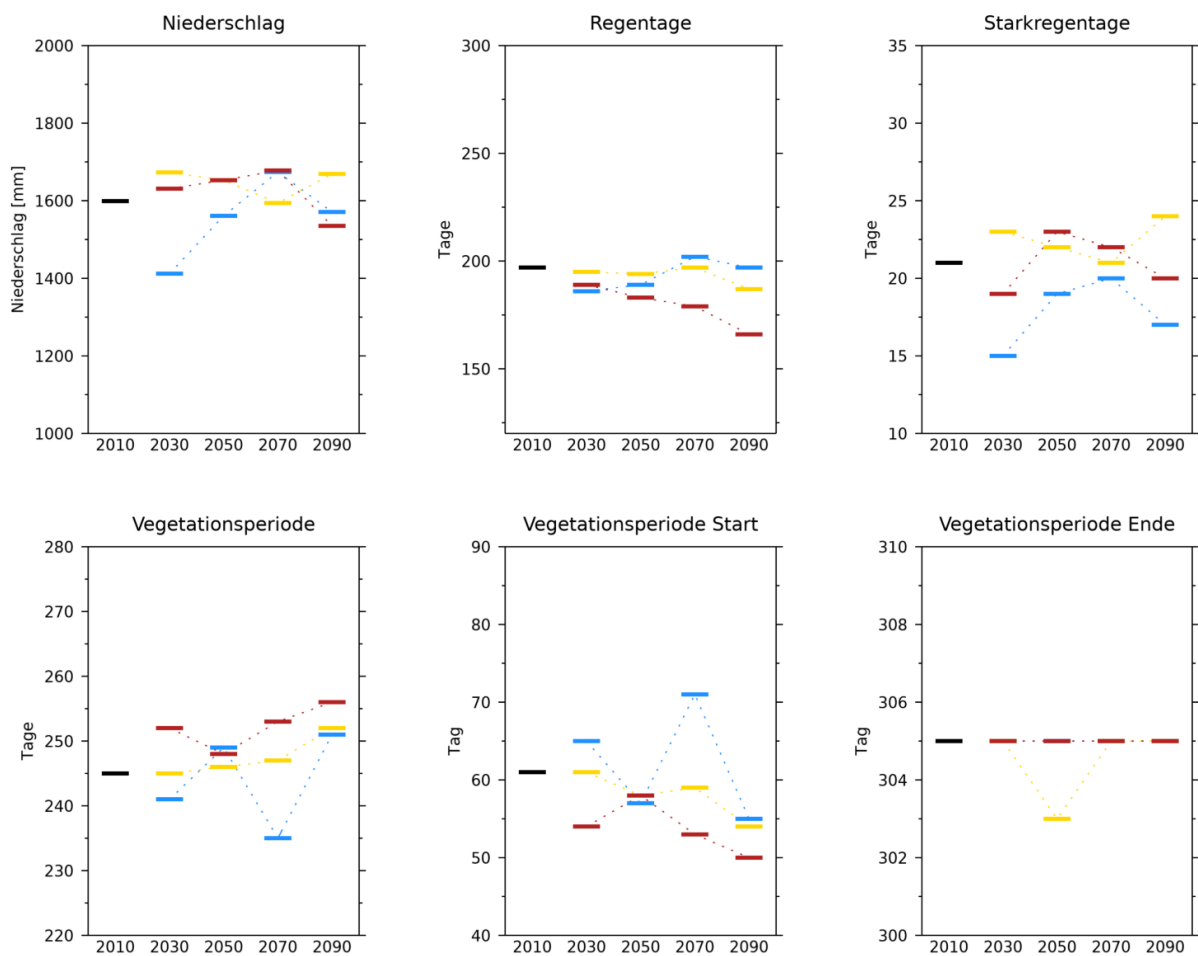 Niederschlag
Niederschlag [mm]
2000
1800
1600
1400
1200
1000
2010 2030 2050 2070 2090
Regentage
Tage
300
250
200
150
2010 2030 2050 2070 2090
Starkregentage
Tage
35
30
25
20
15
10
2010 2030 2050 2070 2090
Vegetationsperiode
Tage
280
270
260
250
240
230
220
2010 2030 2050 2070 2090
Vegetationsperiode Start
Tag
90
80
70
60
50
40
2010 2030 2050 2070 2090
Vegetationsperiode Ende
Tag
310
308
306
304
302
300
2010 2030 2050 2070 2090